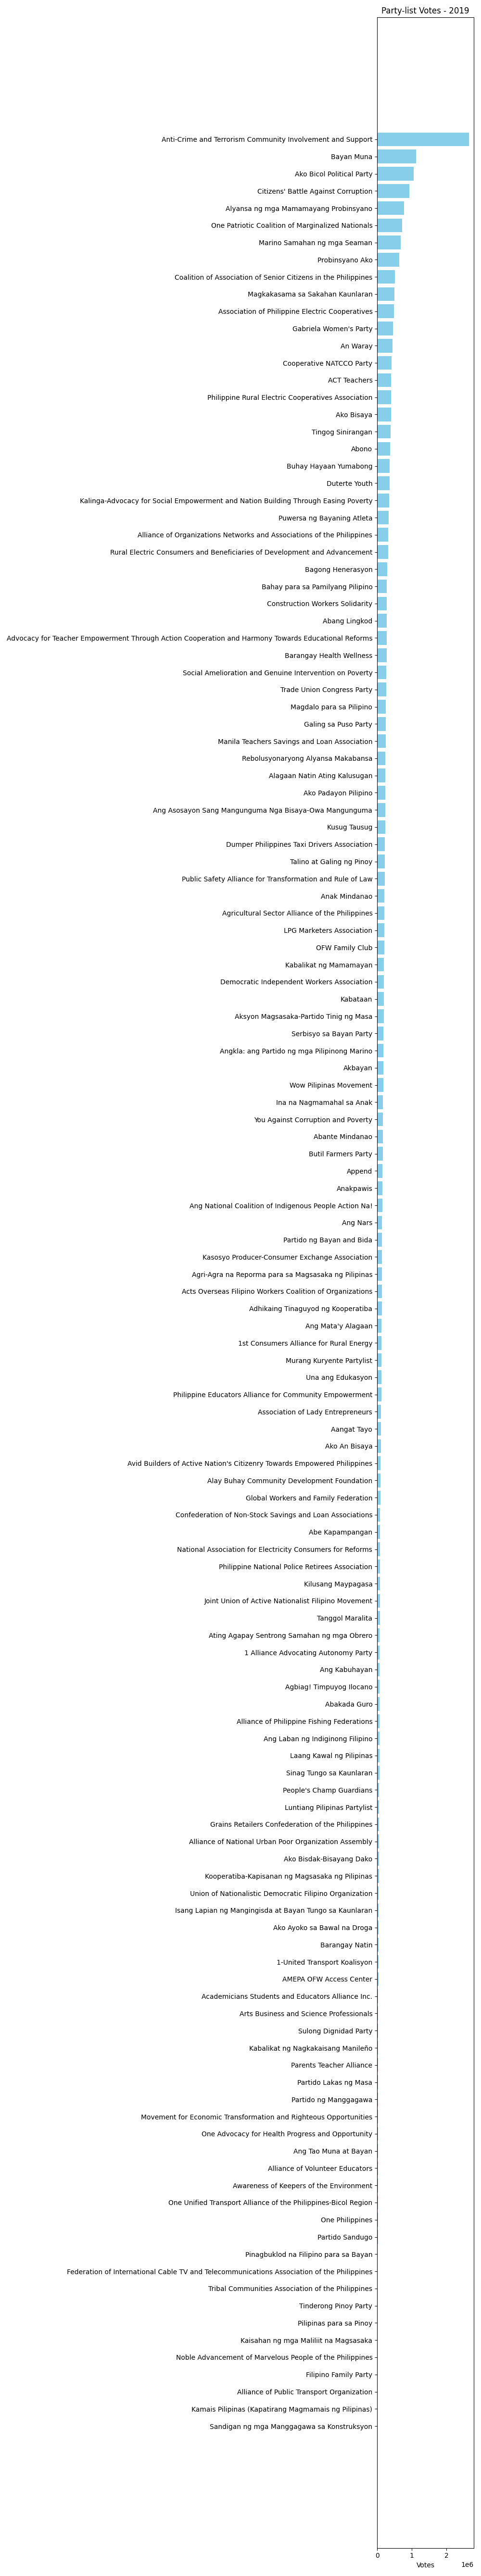 Party-list Votes - 2019
Anti-Crime and Terrorism Community Involvement and Support
Bayan Muna
Ako Bicol Political Party
Citizens' Battle Against Corruption
Alyansa ng mga Mamamayang Probinsyano
One Patriotic Coalition of Marginalized Nationals
Marino Samahan ng mga Seaman
Probinsyano Ako
Coalition of Association of Senior Citizens in the Philippines
Magkakasama sa Sakahan Kaunlaran
Association of Philippine Electric Cooperatives
Gabriela Women's Party
An Waray
Cooperative NATCCO Party
ACT Teachers
Philippine Rural Electric Cooperatives Association
Ako Bisaya
Tingog Sinirangan
Abono
Buhay Hayaan Yumabong
Duterte Youth
Kalinga-Advocacy for Social Empowerment and Nation Building Through Easing Poverty
Puwersa ng Bayaning Atleta
Alliance of Organizations Networks and Associations of the Philippines
Rural Electric Consumers and Beneficiaries of Development and Advancement
Bagong Henerasyon
Bahay para sa Pamilyang Pilipino
Construction Workers Solidarity
Abang Lingkod
Advocacy for Teacher Empowerment Through Action Cooperation and Harmony Towards Educational Reforms
Barangay Health Wellness
Social Amelioration and Genuine Intervention on Poverty
Trade Union Congress Party
Magdalo para sa Pilipino
Galing sa Puso Party
Manila Teachers Savings and Loan Association
Rebolusyonaryong Alyansa Makabansa
Alagaan Natin Ating Kalusugan
Ako Padayon Pilipino
Ang Asosayon Sang Mangunguma Nga Bisaya-Owa Mangunguma
Kusug Tausug
Dumper Philippines Taxi Drivers Association
Talino at Galing ng Pinoy
Public Safety Alliance for Transformation and Rule of Law
Anak Mindanao
Agricultural Sector Alliance of the Philippines
LPG Marketers Association
OFW Family Club
Kabalikat ng Mamamayan
Democratic Independent Workers Association
Kabataan
Aksyon Magsasaka-Partido Tinig ng Masa
Serbisyo sa Bayan Party
Angkla: ang Partido ng mga Pilipinong Marino
Akbayan
Wow Pilipinas Movement
Ina na Nagmamahal sa Anak
You Against Corruption and Poverty
Abante Mindanao
Butil Farmers Party
Append
Anakpawis
Ang National Coalition of Indigenous People Action Na!
Ang Nars
Partido ng Bayan and Bida
Kasosyo Producer-Consumer Exchange Association
Agri-Agra na Reporma para sa Magsasaka ng Pilipinas
Acts Overseas Filipino Workers Coalition of Organizations
Adhikaing Tinaguyod ng Kooperatiba
Ang Mata'y Alagaan
1st Consumers Alliance for Rural Energy
Murang Kuryente Partylist
Una ang Edukasyon
Philippine Educators Alliance for Community Empowerment
Association of Lady Entrepreneurs
Aangat Tayo
Ako An Bisaya
Avid Builders of Active Nation's Citizenry Towards Empowered Philippines
Alay Buhay Community Development Foundation
Global Workers and Family Federation
Confederation of Non-Stock Savings and Loan Associations
Abe Kapampangan
National Association for Electricity Consumers for Reforms
Philippine National Police Retirees Association
Kilusang Maypagasa
Joint Union of Active Nationalist Filipino Movement
Tanggol Maralita
Ating Agapay Sentrong Samahan ng mga Obrero
1 Alliance Advocating Autonomy Party
Ang Kabuhayan
Agbiag! Timpuyog Ilocano
Abakada Guro
Alliance of Philippine Fishing Federations
Ang Laban ng Indiginong Filipino
Laang Kawal ng Pilipinas
Sinag Tungo sa Kaunlaran
People's Champ Guardians
Luntiang Pilipinas Partylist
Grains Retailers Confederation of the Philippines
Alliance of National Urban Poor Organization Assembly
Ako Bisdak-Bisayang Dako
Kooperatiba-Kapisanan ng Magsasaka ng Pilipinas
Union of Nationalistic Democratic Filipino Organization
Isang Lapian ng Mangingisda at Bayan Tungo sa Kaunlaran
Ako Ayoko sa Bawal na Droga
Barangay Natin
1-United Transport Koalisyon
AMEPA OFW Access Center
Academicians Students and Educators Alliance Inc.
Arts Business and Science Professionals
Sulong Dignidad Party
Kabalikat ng Nagkakaisang Manileño
Parents Teacher Alliance
Partido Lakas ng Masa
Partido ng Manggagawa
Movement for Economic Transformation and Righteous Opportunities
One Advocacy for Health Progress and Opportunity
Ang Tao Muna at Bayan
Alliance of Volunteer Educators
Awareness of Keepers of the Environment
One Unified Transport Alliance of the Philippines-Bicol Region
One Philippines
Partido Sandugo
Pinagbuklod na Filipino para sa Bayan
Federation of International Cable TV and Telecommunications Association of the Philippines
Tribal Communities Association of the Philippines
Tinderong Pinoy Party
Pilipinas para sa Pinoy
Kaisahan ng mga Maliliit na Magsasaka
Noble Advancement of Marvelous People of the Philippines
Filipino Family Party
Alliance of Public Transport Organization
Kamais Pilipinas (Kapatirang Magmamais ng Pilipinas)
Sandigan ng mga Manggagawa sa Konstruksyon
0 1 2
1e6
Votes